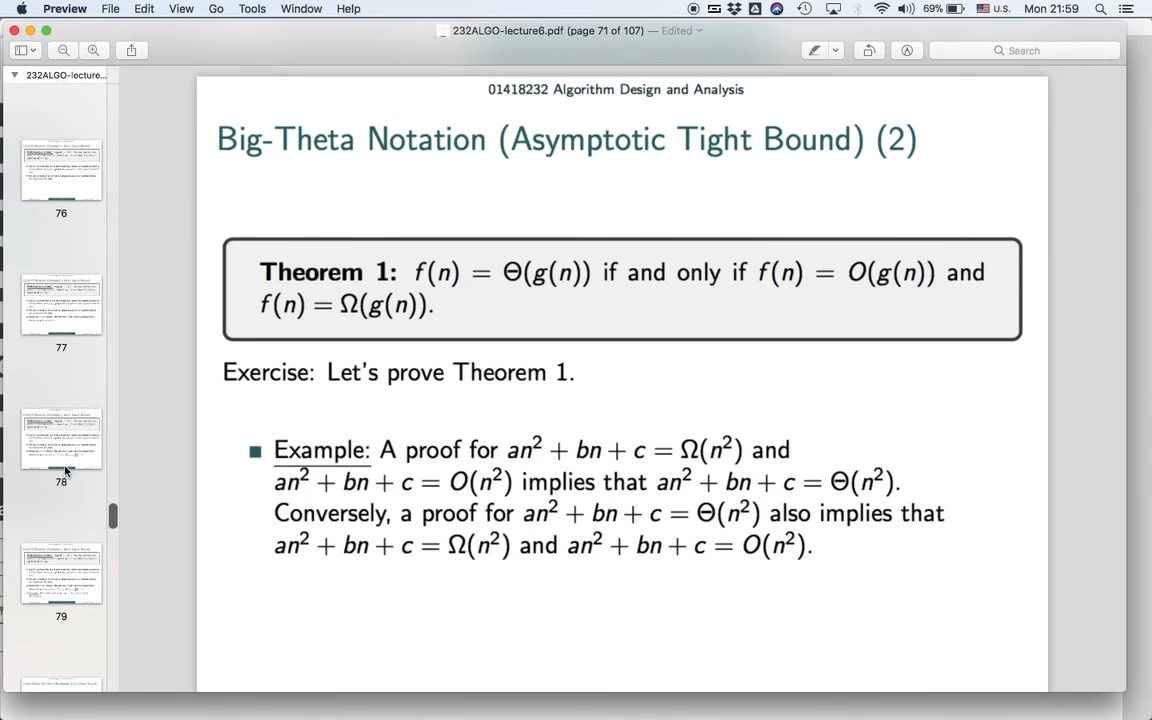 Preview File Edit View Go Tools Window Help 69% U.S. Mon 21:59
232ALGO-lecture6.pdf (page 71 of 107) — Edited
Search
232ALGO-lecture...
76
77
78
79
01418232 Algorithm Design and Analysis
Big-Theta Notation (Asymptotic Tight Bound) (2)
Theorem 1: f(n) = Θ(g(n)) if and only if f(n) = O(g(n)) and
f(n) = Ω(g(n)).
Exercise: Let's prove Theorem 1.
■ Example: A proof for an² + bn + c = Ω(n²) and
an² + bn + c = O(n²) implies that an² + bn + c = Θ(n²).
Conversely, a proof for an² + bn + c = Θ(n²) also implies that
an² + bn + c = Ω(n²) and an² + bn + c = O(n²).